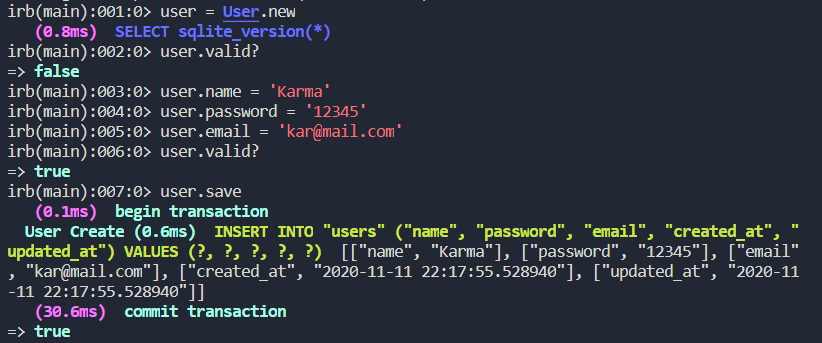 irb(main):001:0> user = User.new
(0.8ms) SELECT sqlite_version(*)
irb(main):002:0> user.valid?
=> false
irb(main):003:0> user.name = 'Karma'
irb(main):004:0> user.password = '12345'
irb(main):005:0> user.email = 'kar@mail.com'
irb(main):006:0> user.valid?
=> true
irb(main):007:0> user.save
(0.1ms) begin transaction
User Create (0.6ms) INSERT INTO "users" ("name", "password", "email", "created_at", "
updated_at") VALUES (?, ?, ?, ?, ?) [["name", "Karma"], ["password", "12345"], ["email"
, "kar@mail.com"], ["created_at", "2020-11-11 22:17:55.528940"], ["updated_at", "2020-11
-11 22:17:55.528940"]]
(30.6ms) commit transaction
=> true